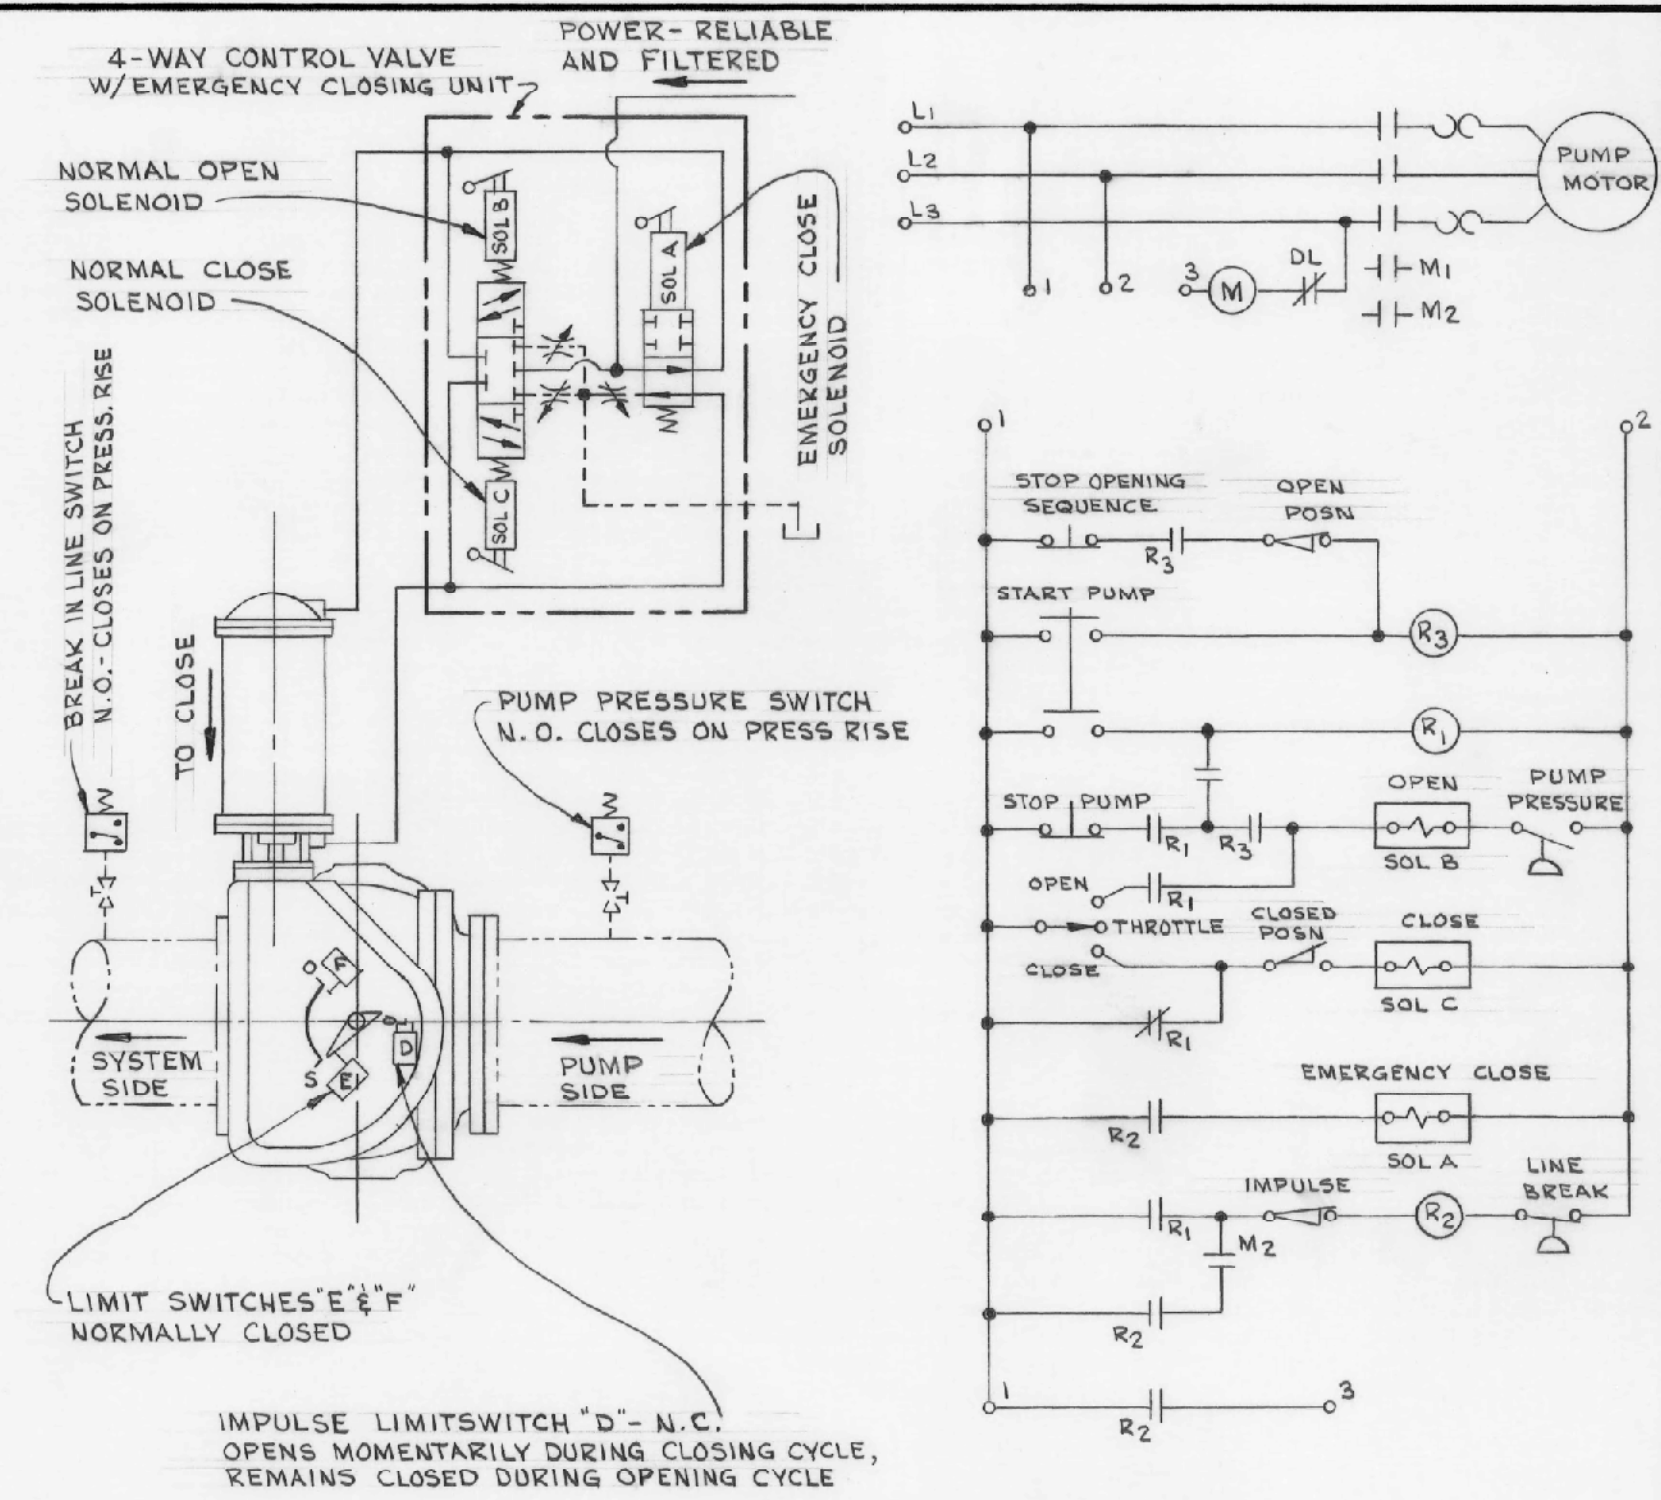 POWER- RELIABLE
AND FILTERED
4-WAY CONTROL VALVE
W/ EMERGENCY CLOSING UNIT
NORMAL OPEN
SOLENOID
NORMAL CLOSE
SOLENOID
SOL B
SOL A
SOL C
EMERGENCY CLOSE
SOLENOID
BREAK IN LINE SWITCH
N.O.- CLOSES ON PRESS. RISE
TO CLOSE
PUMP PRESSURE SWITCH
N.O. CLOSES ON PRESS RISE
O
F
S
E
D
SYSTEM
SIDE
PUMP
SIDE
LIMIT SWITCHES "E" & "F"
NORMALLY CLOSED
IMPULSE LIMITSWITCH "D"- N.C.
OPENS MOMENTARILY DURING CLOSING CYCLE,
REMAINS CLOSED DURING OPENING CYCLE
L1
L2
L3
PUMP
MOTOR
1
2
3
M
DL
M1
M2
1
2
STOP OPENING
SEQUENCE
OPEN
POSN
R3
START PUMP
R3
R1
STOP PUMP
R1
R3
OPEN
SOL B
PUMP
PRESSURE
OPEN
R1
THROTTLE
CLOSE
CLOSED
POSN
CLOSE
SOL C
R1
EMERGENCY CLOSE
R2
SOL A
IMPULSE
LINE
BREAK
R1
R2
M2
R2
1
R2
3